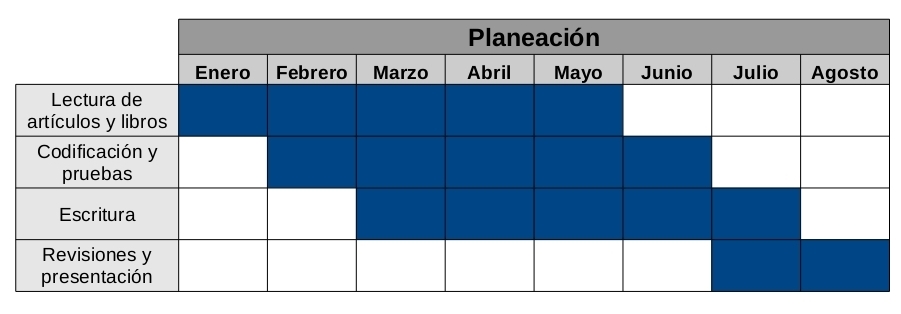 Planeación
Enero Febrero Marzo Abril Mayo Junio Julio Agosto
Lectura de
artículos y libros
Codificación y
pruebas
Escritura
Revisiones y
presentación